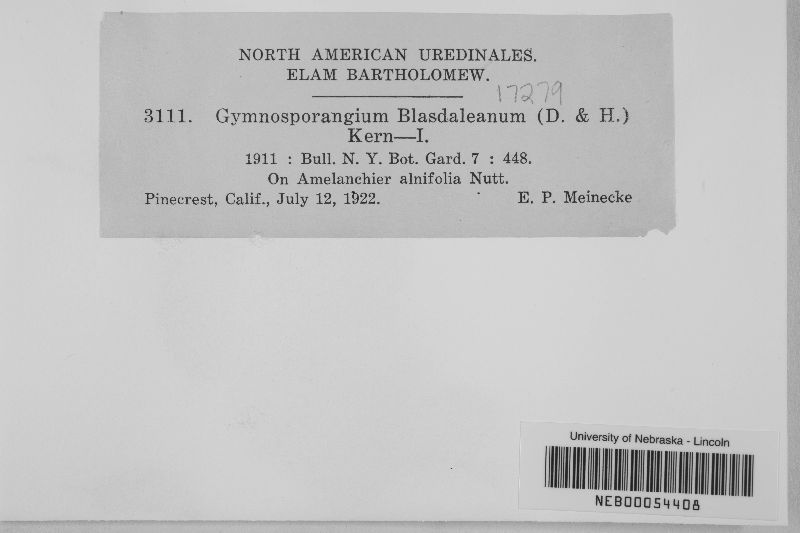 NORTH AMERICAN UREDINALES.
ELAM BARTHOLOMEW.
17279
3111. Gymnosporangium Blasdaleanum (D. & H.)
Kern—I.
1911 : Bull. N. Y. Bot. Gard. 7 : 448.
On Amelanchier alnifolia Nutt.
Pinecrest, Calif., July 12, 1922. E. P. Meinecke
University of Nebraska - Lincoln
NEB00054408